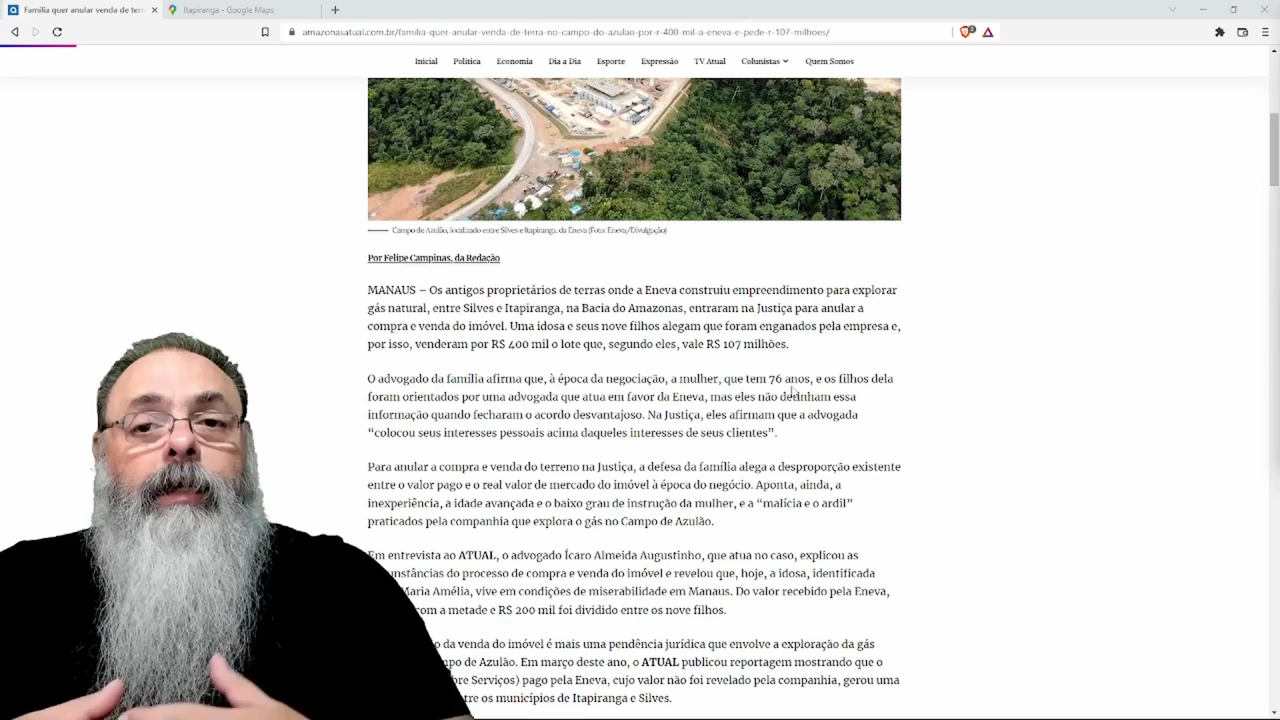 Família quer anular venda de terr
Itapiranga - Google Maps
amazonasatual.com.br/familia-quer-anular-venda-de-terra-no-campo-do-azulao-por-r-400-mil-a-eneva-e-pede-r-107-milhoes/
Inicial Política Economia Dia a Dia Esporte Expressão TV Atual Colunistas Quem Somos
Campo de Azulão, localizado entre Silves e Itapiranga, da Eneva (Foto: Eneva/Divulgação)
Por Felipe Campinas, da Redação
MANAUS – Os antigos proprietários de terras onde a Eneva construiu empreendimento para explorar
gás natural, entre Silves e Itapiranga, na Bacia do Amazonas, entraram na Justiça para anular a
compra e venda do imóvel. Uma idosa e seus nove filhos alegam que foram enganados pela empresa e,
por isso, venderam por R$ 400 mil o lote que, segundo eles, vale R$ 107 milhões.
O advogado da família afirma que, à época da negociação, a mulher, que tem 76 anos, e os filhos dela
foram orientados por uma advogada que atua em favor da Eneva, mas eles não detinham essa
informação quando fecharam o acordo desvantajoso. Na Justiça, eles afirmam que a advogada
“colocou seus interesses pessoais acima daqueles interesses de seus clientes”.
Para anular a compra e venda do terreno na Justiça, a defesa da família alega a desproporção existente
entre o valor pago e o real valor de mercado do imóvel à época do negócio. Aponta, ainda, a
inexperiência, a idade avançada e o baixo grau de instrução da mulher, e a “malícia e o ardil”
praticados pela companhia que explora o gás no Campo de Azulão.
Em entrevista ao ATUAL, o advogado Ícaro Almeida Augustinho, que atua no caso, explicou as
unstâncias do processo de compra e venda do imóvel e revelou que, hoje, a idosa, identificada
Maria Amélia, vive em condições de miserabilidade em Manaus. Do valor recebido pela Eneva,
com a metade e R$ 200 mil foi dividido entre os nove filhos.
o da venda do imóvel é mais uma pendência jurídica que envolve a exploração da gás
mpo de Azulão. Em março deste ano, o ATUAL publicou reportagem mostrando que o
bre Serviços) pago pela Eneva, cujo valor não foi revelado pela companhia, gerou uma
tre os municípios de Itapiranga e Silves.